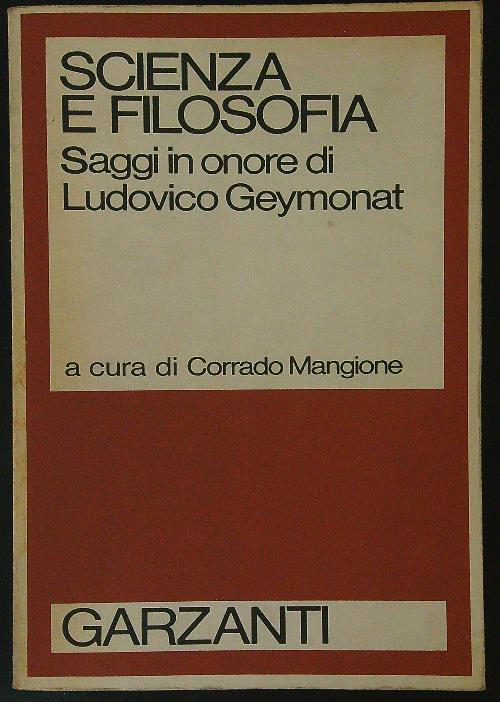 SCIENZA
E FILOSOFIA
Saggi in onore di
Ludovico Geymonat
a cura di Corrado Mangione
GARZANTI